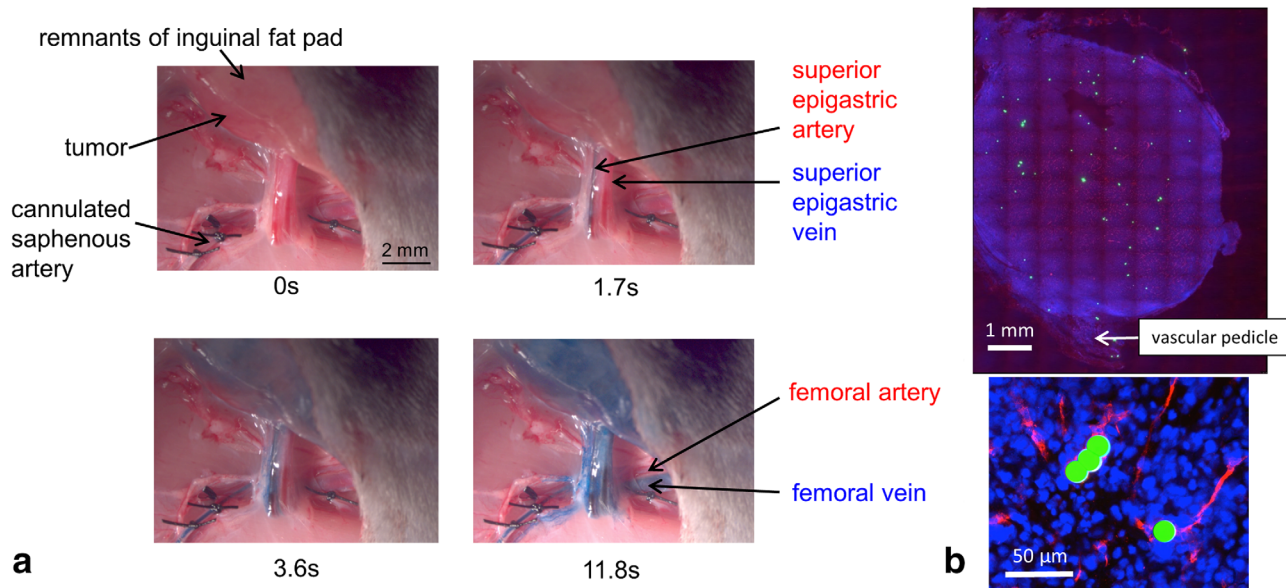 remnants of inguinal fat pad
tumor
cannulated
saphenous
artery
2 mm
0s
superior
epigastric
artery
superior
epigastric
vein
1.7s
3.6s
femoral artery
femoral vein
11.8s
a
1 mm
vascular pedicle
50 μm
b